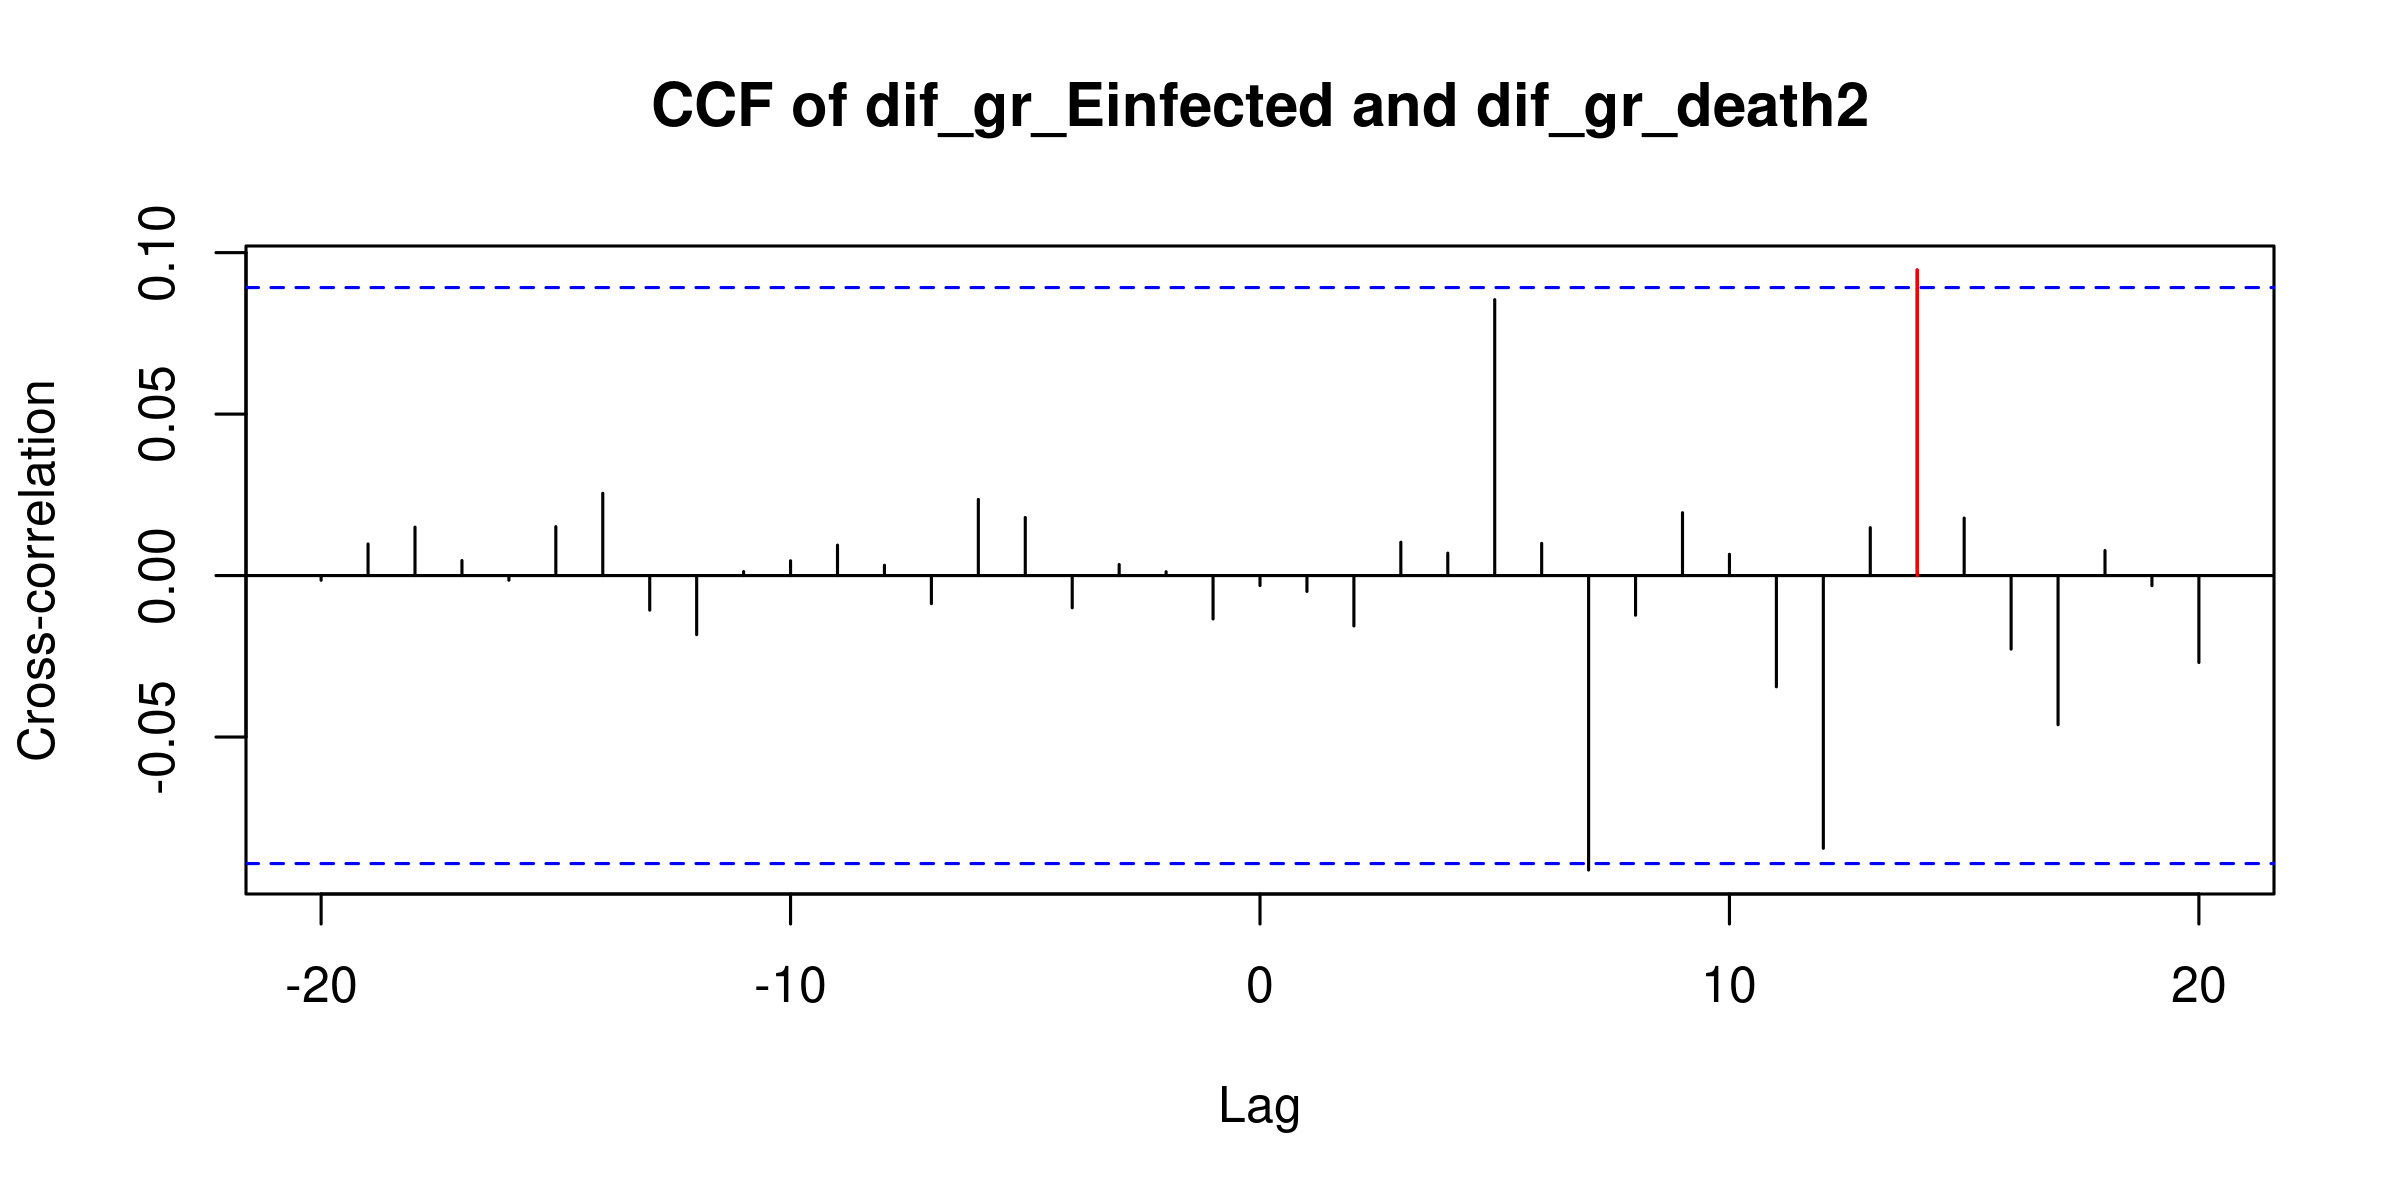 CCF of dif_gr_Einfected and dif_gr_death2
Cross-correlation
0.10
0.05
0.00
-0.05
-20 -10 0 10 20
Lag